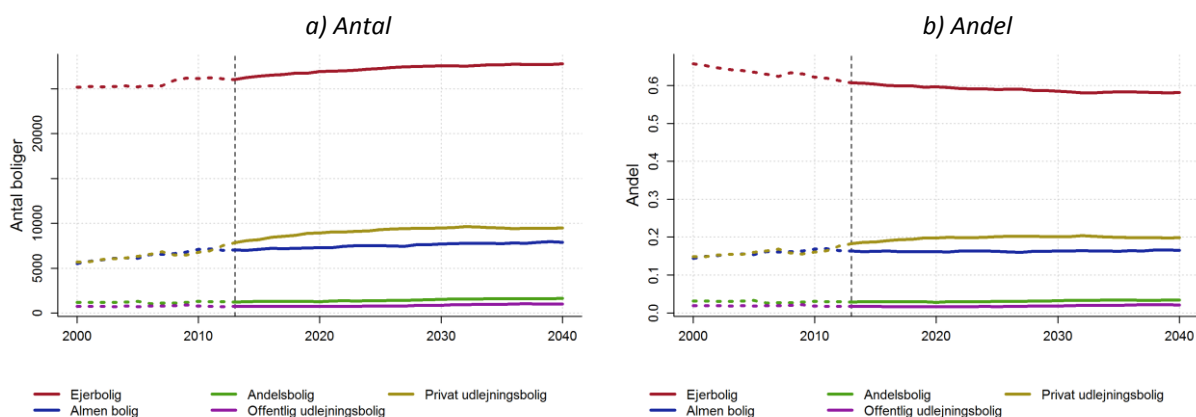 a) Antal
Antal boliger
0 5000 10000 20000
2000 2010 2020 2030 2040
Ejerbolig Andelsbolig Privat udlejningsbolig
Almen bolig Offentlig udlejningsbolig
b) Andel
Andel
0.0 0.1 0.2 0.3 0.4 0.5 0.6
2000 2010 2020 2030 2040
Ejerbolig Andelsbolig Privat udlejningsbolig
Almen bolig Offentlig udlejningsbolig